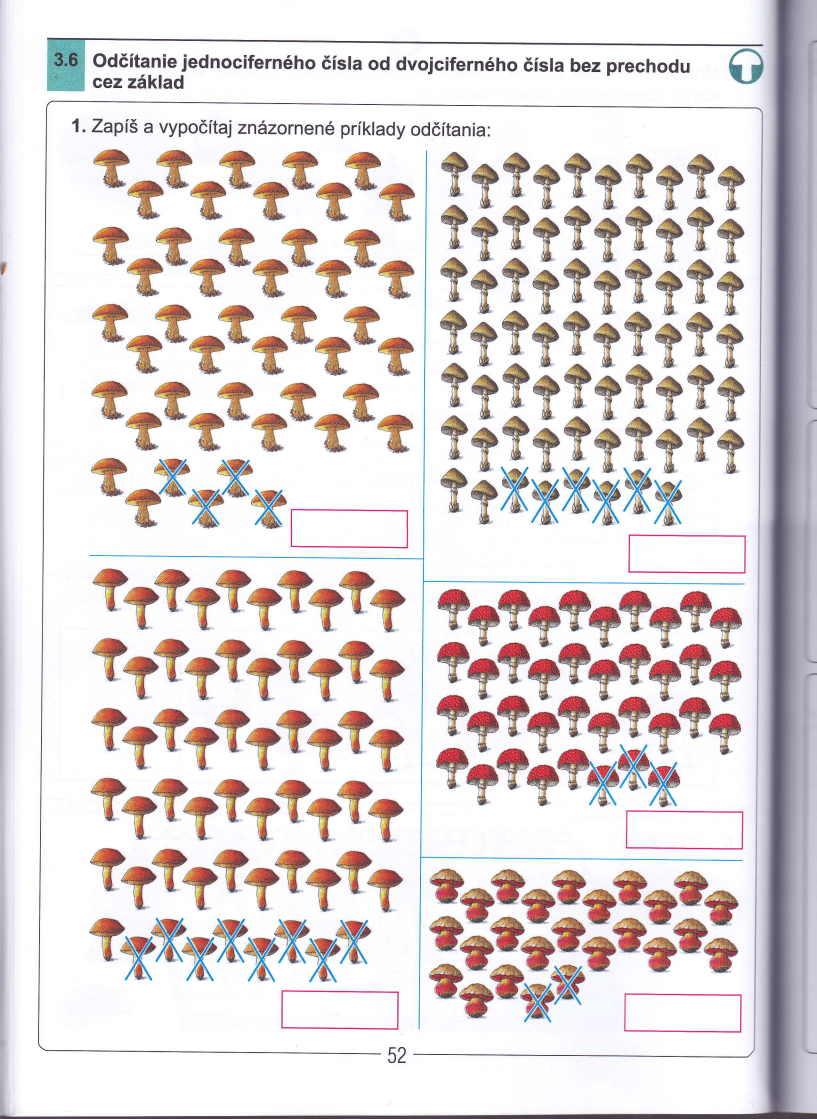 3.6 Odčítanie jednociferného čísla od dvojciferného čísla bez prechodu
cez základ
1. Zapíš a vypočítaj znázornené príklady odčítania:
52